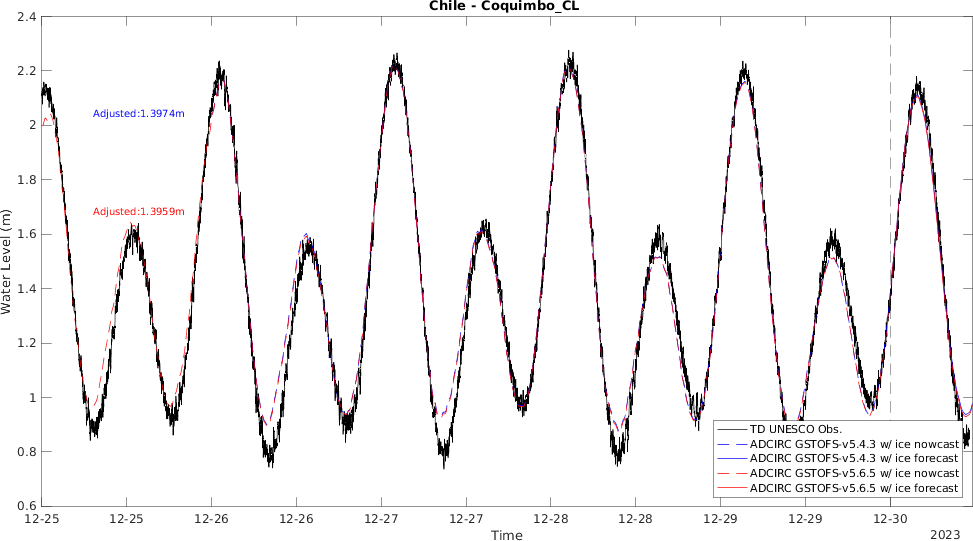 Chile - Coquimbo_CL
2.4
2.2
2
1.8
1.6
1.4
1.2
1
0.8
0.6
Water Level (m)
Adjusted:1.3974m
Adjusted:1.3959m
TD UNESCO Obs.
ADCIRC GSTOFS-v5.4.3 w/ ice nowcast
ADCIRC GSTOFS-v5.4.3 w/ ice forecast
ADCIRC GSTOFS-v5.6.5 w/ ice nowcast
ADCIRC GSTOFS-v5.6.5 w/ ice forecast
12-25 12-25 12-26 12-26 12-27 12-27 12-28 12-28 12-29 12-29 12-30
Time
2023